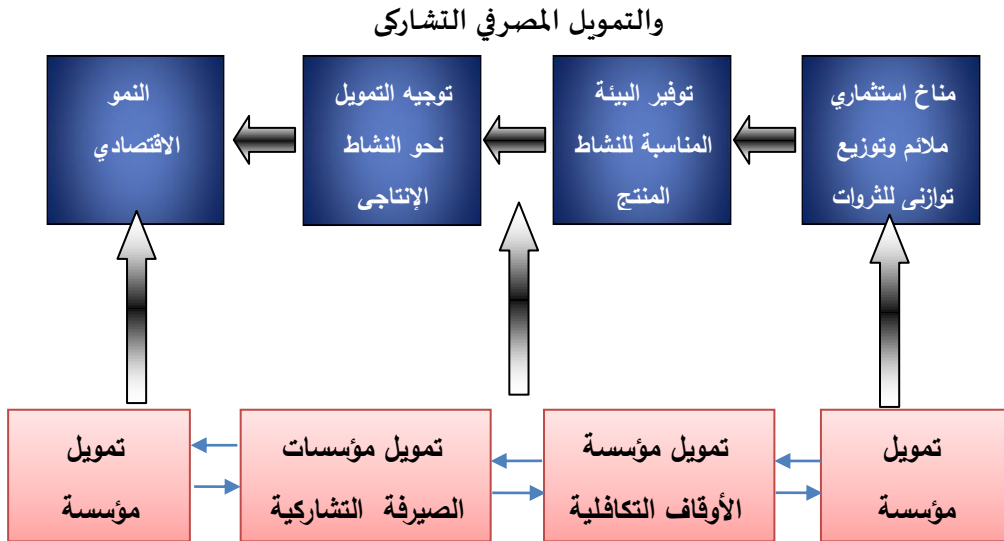 والتمويل المصرفي التشاركى
مناخ استثماري
ملائم وتوزيع
توازنى للثروات
توفير البيئة
المناسبة للنشاط
المنتج
توجيه التمويل
نحو النشاط
الإنتاجى
النمو
الاقتصادي
تمويل
مؤسسة
تمويل مؤسسة
الأوقاف التكافلية
تمويل مؤسسات
الصيرفة التشاركية
تمويل
مؤسسة